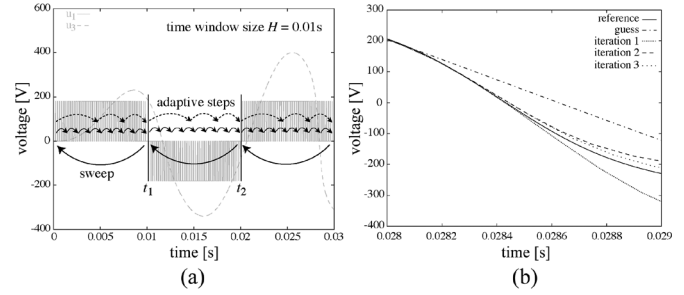 600
400
200
0
-200
-400
voltage [V]
u1
u3
time window size H = 0.01s
adaptive steps
sweep
t1
t2
0
0.005
0.01
0.015
0.02
0.025
0.03
time [s]
(a)
300
200
100
0
-100
-200
-300
-400
voltage [V]
reference
guess
iteration 1
iteration 2
iteration 3
0.028
0.0282
0.0284
0.0286
0.0288
0.029
time [s]
(b)